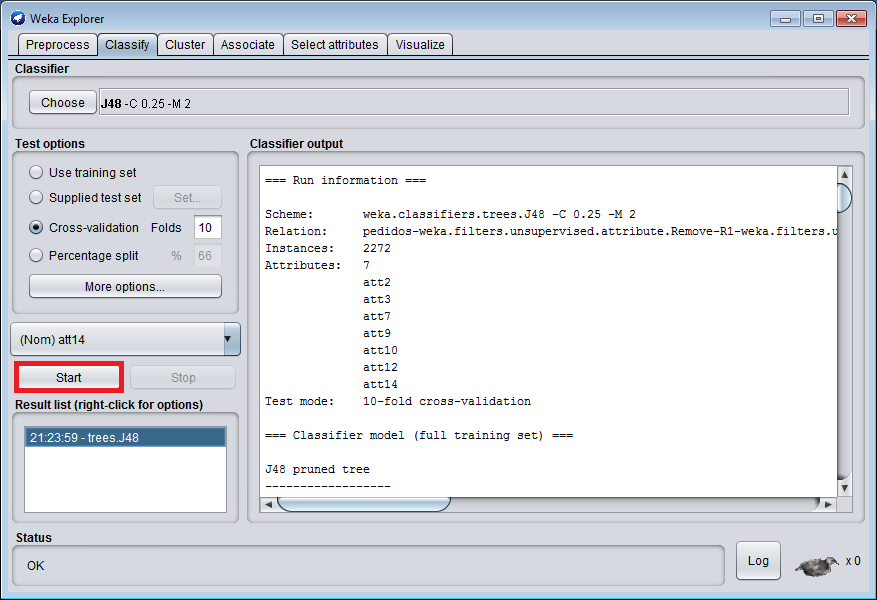 Weka Explorer
Preprocess Classify Cluster Associate Select attributes Visualize
Classifier
Choose J48 -C 0.25 -M 2
Test options
Use training set
Supplied test set Set...
Cross-validation Folds 10
Percentage split % 66
More options...
(Nom) att14
Start Stop
Result list (right-click for options)
21:23:59 - trees.J48
Classifier output
=== Run information ===
Scheme: weka.classifiers.trees.J48 -C 0.25 -M 2
Relation: pedidos-weka.filters.unsupervised.attribute.Remove-R1-weka.filters.u
Instances: 2272
Attributes: 7
att2
att3
att7
att9
att10
att12
att14
Test mode: 10-fold cross-validation
=== Classifier model (full training set) ===
J48 pruned tree
------------------
Status
OK
Log
x 0